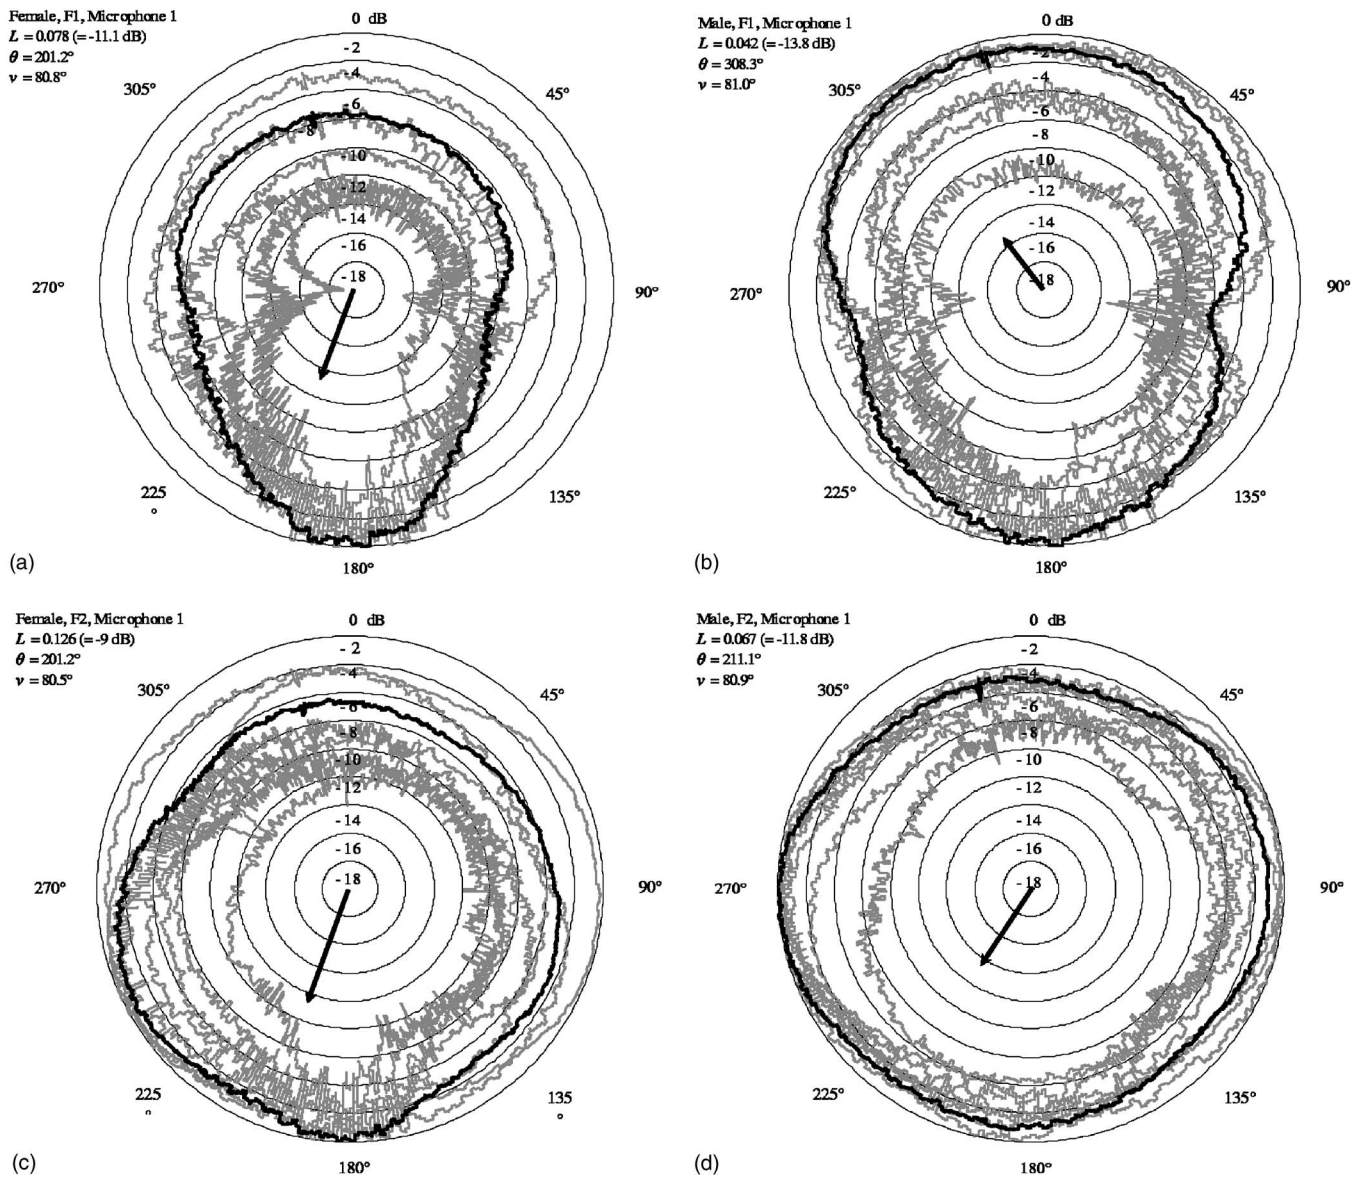 Female, F1, Microphone 1
L = 0.078 (= -11.1 dB)
θ = 201.2°
ν = 80.8°
0 dB
-2
-4
-6
-8
-10
-12
-14
-16
-18
305°
45°
270°
90°
225
°
135°
180°
(a)
Male, F1, Microphone 1
L = 0.042 (= -13.8 dB)
θ = 308.3°
ν = 81.0°
0 dB
-2
-4
-6
-8
-10
-12
-14
-16
-18
305°
45°
270°
90°
225°
135°
180°
(b)
Female, F2, Microphone 1
L = 0.126 (= -9 dB)
θ = 201.2°
ν = 80.5°
0 dB
-2
-4
-6
-8
-10
-12
-14
-16
-18
305°
45°
270°
90°
225
°
135
°
180°
(c)
Male, F2, Microphone 1
L = 0.067 (= -11.8 dB)
θ = 211.1°
ν = 80.9°
0 dB
-2
-4
-6
-8
-10
-12
-14
-16
-18
305°
45°
270°
90°
225°
135°
180°
(d)